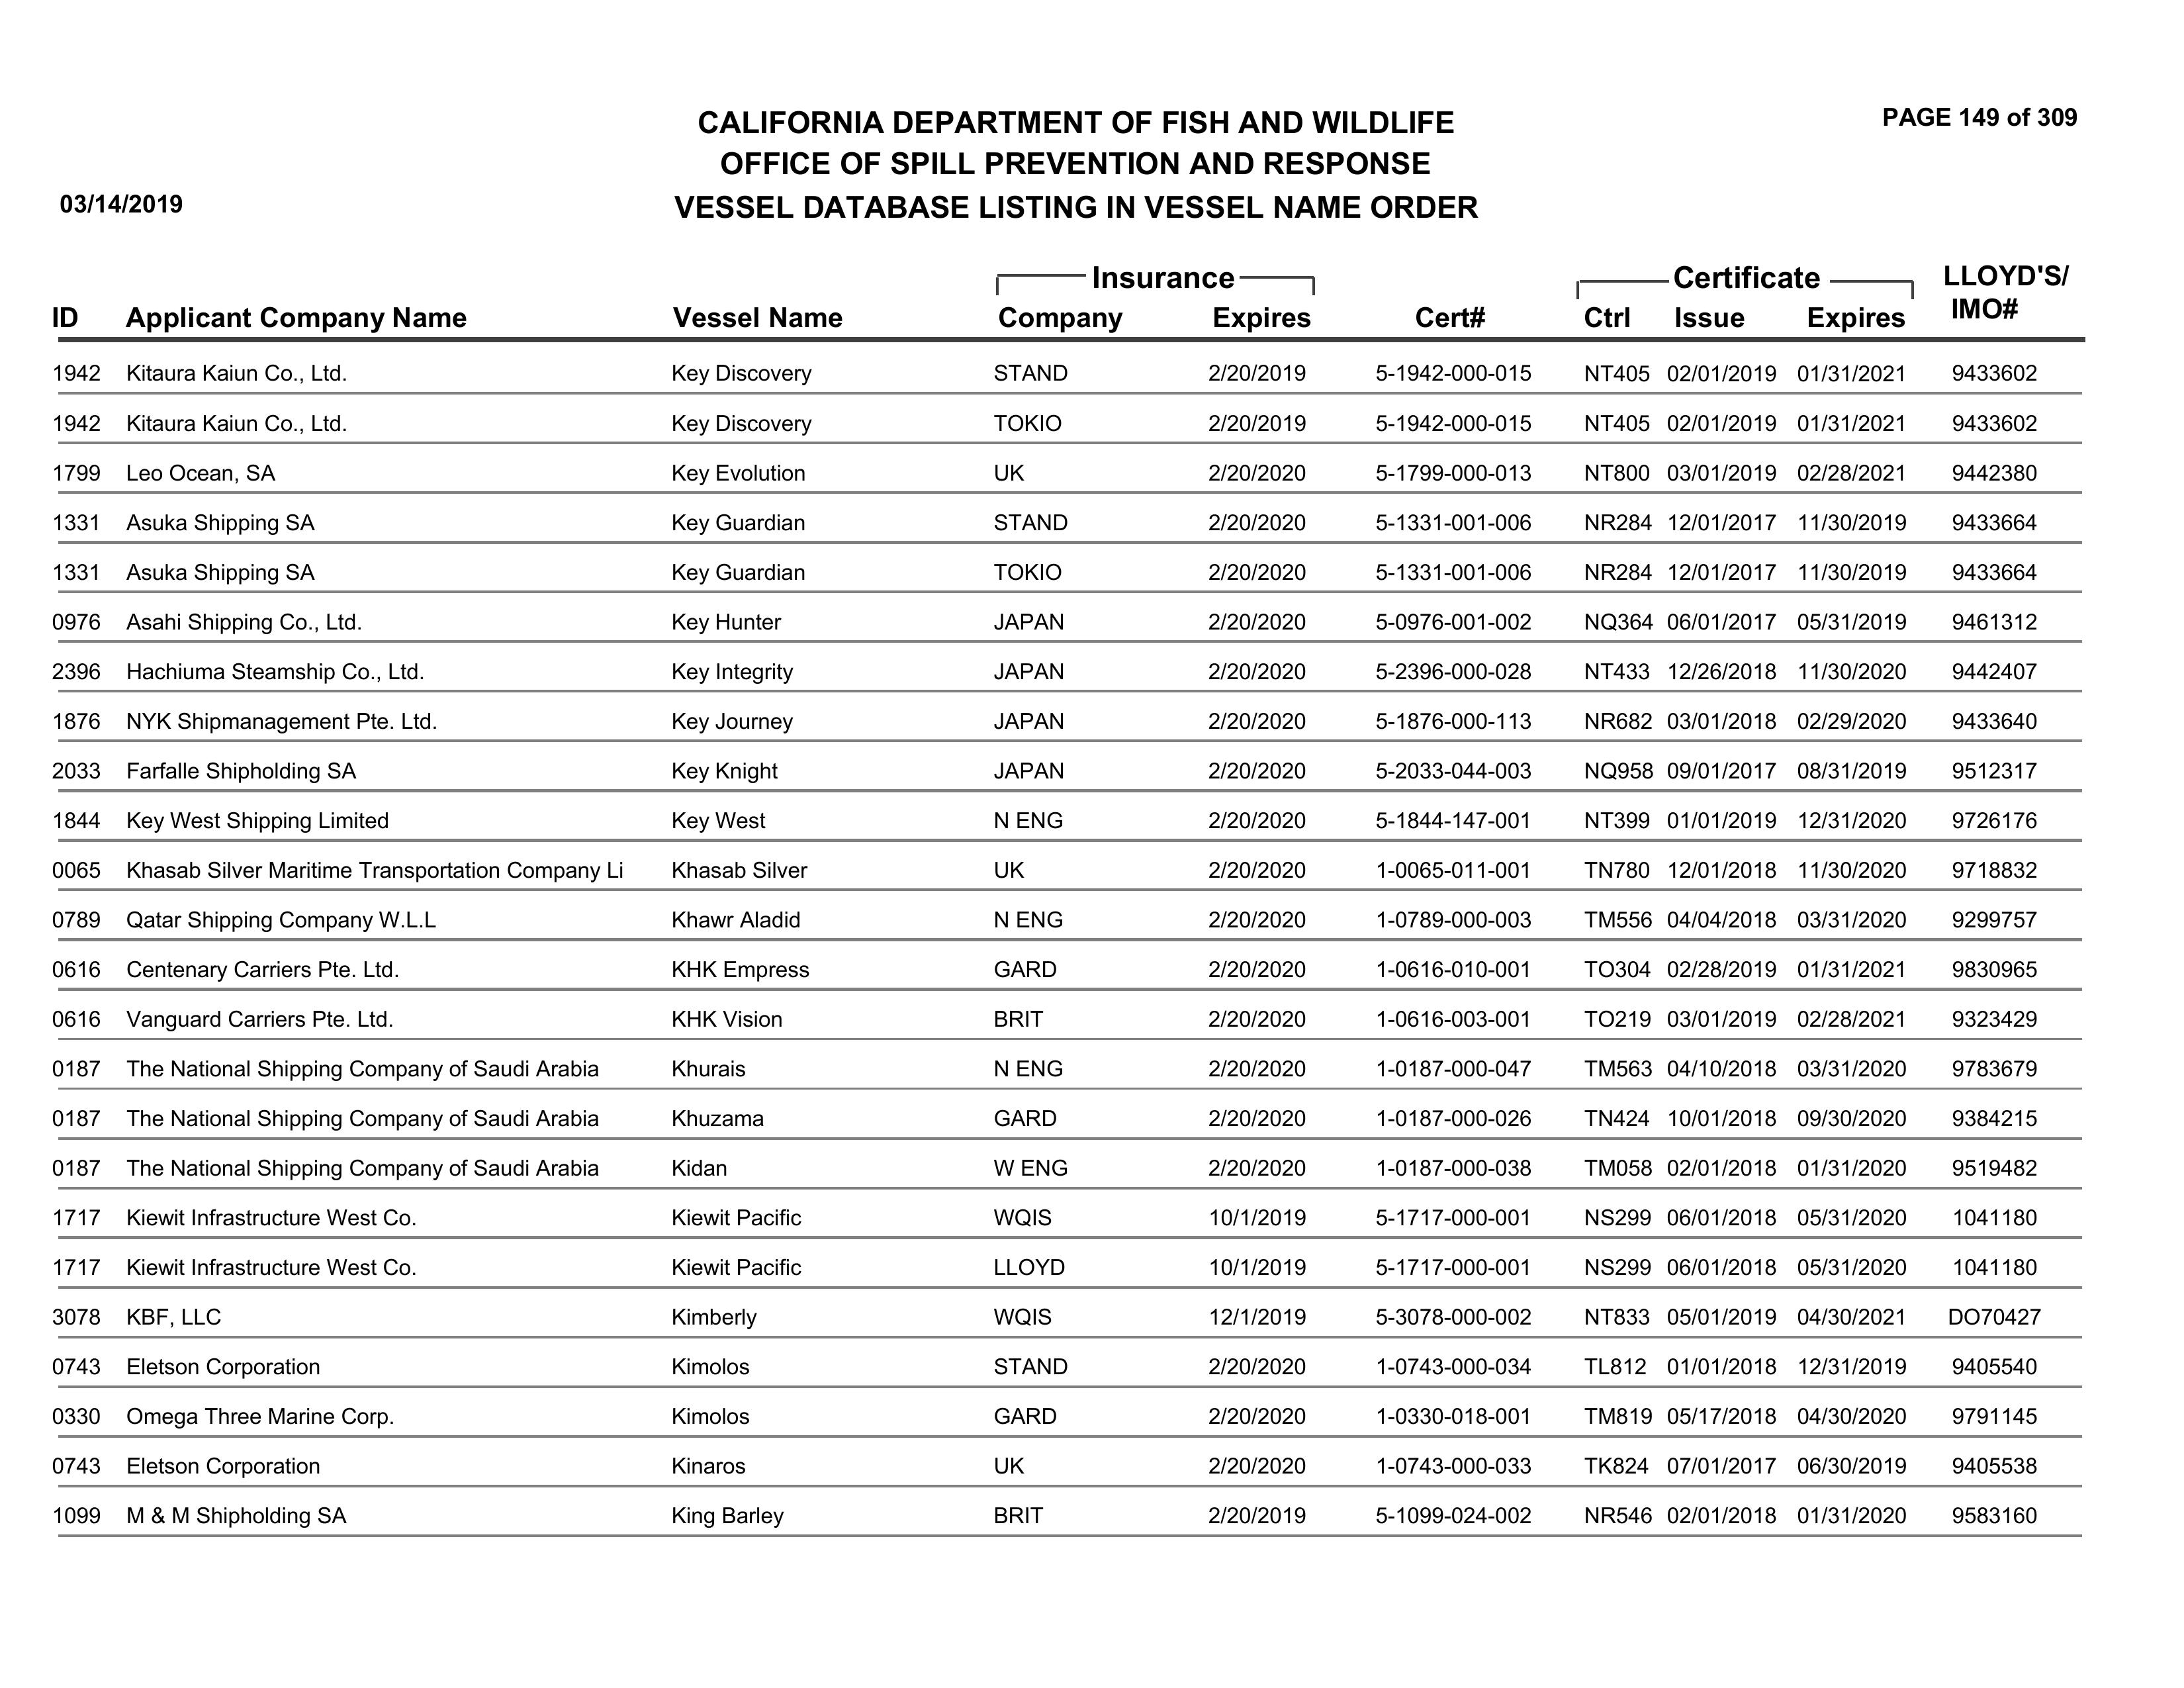 PAGE 149 of 309
CALIFORNIA DEPARTMENT OF FISH AND WILDLIFE
OFFICE OF SPILL PREVENTION AND RESPONSE
03/14/2019 VESSEL DATABASE LISTING IN VESSEL NAME ORDER
Insurance Certificate LLOYD'S/
ID Applicant Company Name Vessel Name Company Expires Cert# Ctrl Issue Expires IMO#
1942 Kitaura Kaiun Co., Ltd. Key Discovery STAND 2/20/2019 5-1942-000-015 NT405 02/01/2019 01/31/2021 9433602
1942 Kitaura Kaiun Co., Ltd. Key Discovery TOKIO 2/20/2019 5-1942-000-015 NT405 02/01/2019 01/31/2021 9433602
1799 Leo Ocean, SA Key Evolution UK 2/20/2020 5-1799-000-013 NT800 03/01/2019 02/28/2021 9442380
1331 Asuka Shipping SA Key Guardian STAND 2/20/2020 5-1331-001-006 NR284 12/01/2017 11/30/2019 9433664
1331 Asuka Shipping SA Key Guardian TOKIO 2/20/2020 5-1331-001-006 NR284 12/01/2017 11/30/2019 9433664
0976 Asahi Shipping Co., Ltd. Key Hunter JAPAN 2/20/2020 5-0976-001-002 NQ364 06/01/2017 05/31/2019 9461312
2396 Hachiuma Steamship Co., Ltd. Key Integrity JAPAN 2/20/2020 5-2396-000-028 NT433 12/26/2018 11/30/2020 9442407
1876 NYK Shipmanagement Pte. Ltd. Key Journey JAPAN 2/20/2020 5-1876-000-113 NR682 03/01/2018 02/29/2020 9433640
2033 Farfalle Shipholding SA Key Knight JAPAN 2/20/2020 5-2033-044-003 NQ958 09/01/2017 08/31/2019 9512317
1844 Key West Shipping Limited Key West N ENG 2/20/2020 5-1844-147-001 NT399 01/01/2019 12/31/2020 9726176
0065 Khasab Silver Maritime Transportation Company Li Khasab Silver UK 2/20/2020 1-0065-011-001 TN780 12/01/2018 11/30/2020 9718832
0789 Qatar Shipping Company W.L.L Khawr Aladid N ENG 2/20/2020 1-0789-000-003 TM556 04/04/2018 03/31/2020 9299757
0616 Centenary Carriers Pte. Ltd. KHK Empress GARD 2/20/2020 1-0616-010-001 TO304 02/28/2019 01/31/2021 9830965
0616 Vanguard Carriers Pte. Ltd. KHK Vision BRIT 2/20/2020 1-0616-003-001 TO219 03/01/2019 02/28/2021 9323429
0187 The National Shipping Company of Saudi Arabia Khurais N ENG 2/20/2020 1-0187-000-047 TM563 04/10/2018 03/31/2020 9783679
0187 The National Shipping Company of Saudi Arabia Khuzama GARD 2/20/2020 1-0187-000-026 TN424 10/01/2018 09/30/2020 9384215
0187 The National Shipping Company of Saudi Arabia Kidan W ENG 2/20/2020 1-0187-000-038 TM058 02/01/2018 01/31/2020 9519482
1717 Kiewit Infrastructure West Co. Kiewit Pacific WQIS 10/1/2019 5-1717-000-001 NS299 06/01/2018 05/31/2020 1041180
1717 Kiewit Infrastructure West Co. Kiewit Pacific LLOYD 10/1/2019 5-1717-000-001 NS299 06/01/2018 05/31/2020 1041180
3078 KBF, LLC Kimberly WQIS 12/1/2019 5-3078-000-002 NT833 05/01/2019 04/30/2021 DO70427
0743 Eletson Corporation Kimolos STAND 2/20/2020 1-0743-000-034 TL812 01/01/2018 12/31/2019 9405540
0330 Omega Three Marine Corp. Kimolos GARD 2/20/2020 1-0330-018-001 TM819 05/17/2018 04/30/2020 9791145
0743 Eletson Corporation Kinaros UK 2/20/2020 1-0743-000-033 TK824 07/01/2017 06/30/2019 9405538
1099 M & M Shipholding SA King Barley BRIT 2/20/2019 5-1099-024-002 NR546 02/01/2018 01/31/2020 9583160